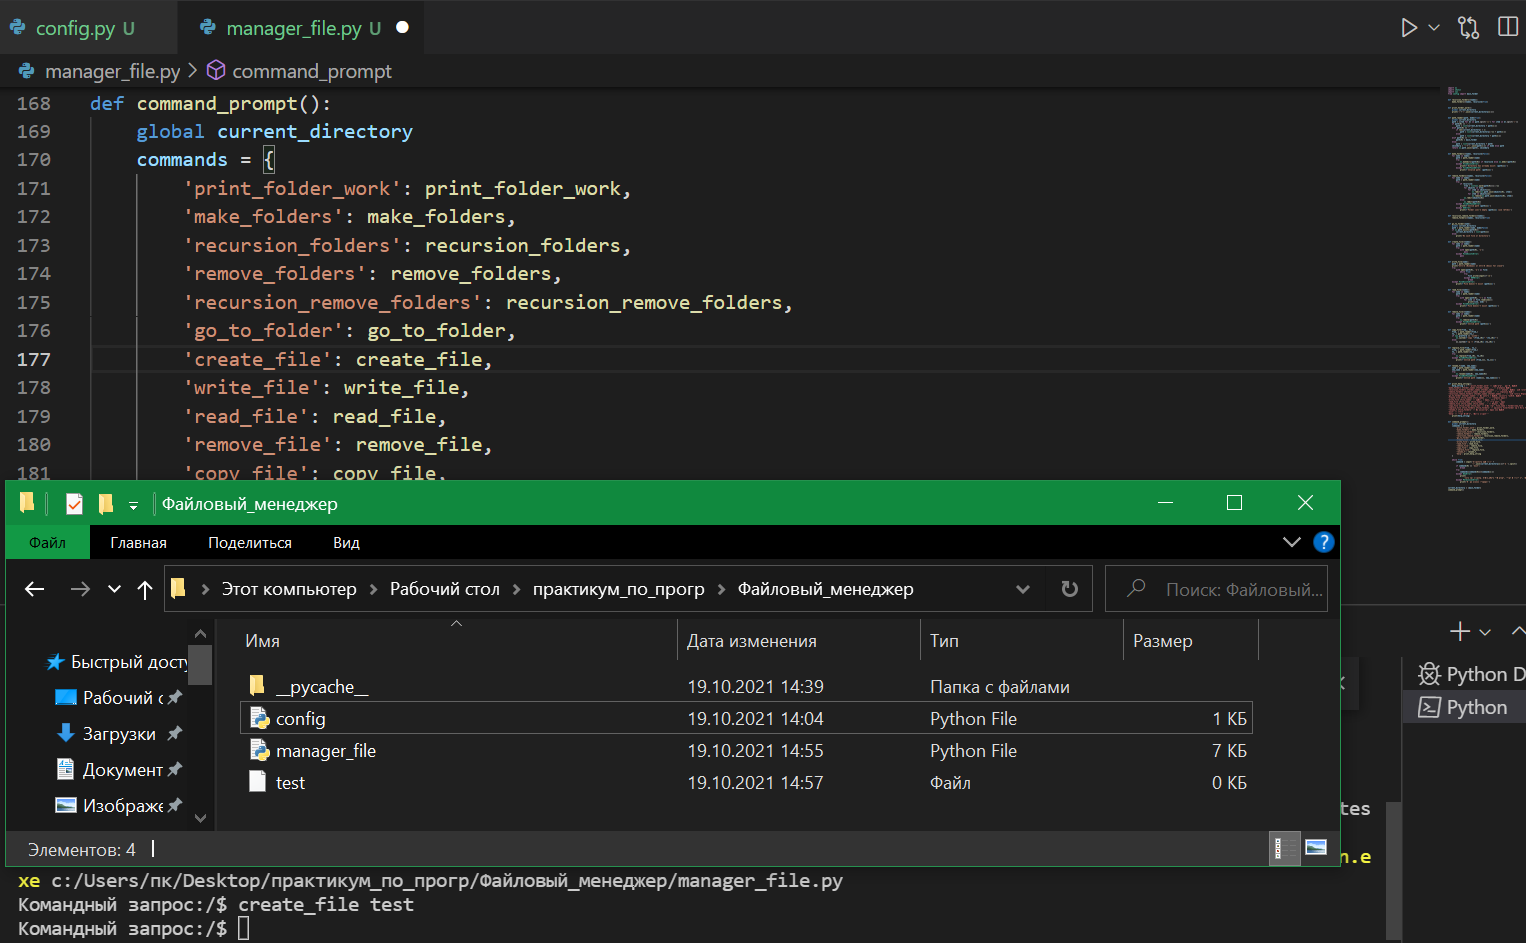 config.py U
manager_file.py U
manager_file.py > command_prompt
168 def command_prompt():
169 global current_directory
170 commands = {
171 'print_folder_work': print_folder_work,
172 'make_folders': make_folders,
173 'recursion_folders': recursion_folders,
174 'remove_folders': remove_folders,
175 'recursion_remove_folders': recursion_remove_folders,
176 'go_to_folder': go_to_folder,
177 'create_file': create_file,
178 'write_file': write_file,
179 'read_file': read_file,
180 'remove_file': remove_file,
181 'copy_file': copy_file,
Файловый_менеджер
Файл Главная Поделиться Вид
Этот компьютер > Рабочий стол > практикум_по_прогр > Файловый_менеджер
Поиск: Файловый...
Имя Дата изменения Тип Размер
Быстрый досту
Рабочий с
Загрузки
Документ
Изображе
__pycache__ 19.10.2021 14:39 Папка с файлами
config 19.10.2021 14:04 Python File 1 КБ
manager_file 19.10.2021 14:55 Python File 7 КБ
test 19.10.2021 14:57 Файл 0 КБ
Элементов: 4
Python D
Python
tes
n.e
xe c:/Users/пк/Desktop/практикум_по_прогр/Файловый_менеджер/manager_file.py
Командный запрос:/$ create_file test
Командный запрос:/$